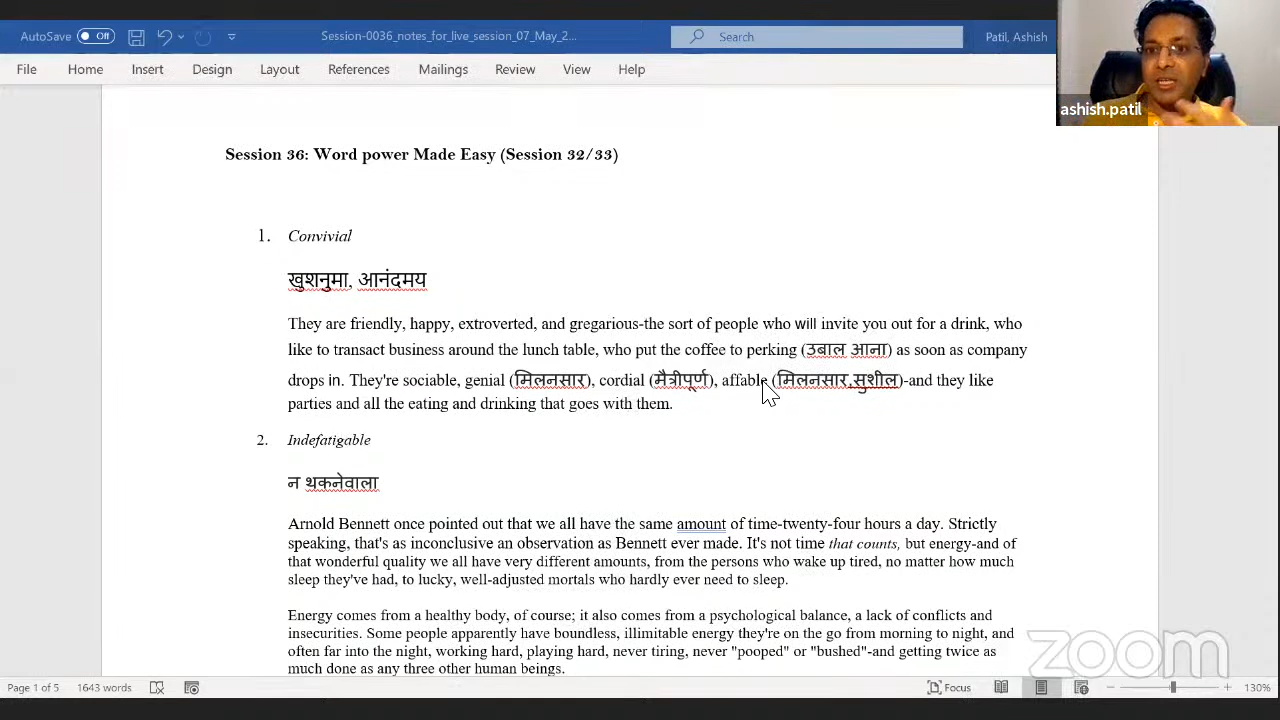 AutoSave Off Session-0036_notes_for_live_session_07_May_2... Search Patil, Ashish
File Home Insert Design Layout References Mailings Review View Help
ashish.patil
Session 36: Word power Made Easy (Session 32/33)
1. Convivial
खुशनुमा, आनंदमय
They are friendly, happy, extroverted, and gregarious-the sort of people who will invite you out for a drink, who
like to transact business around the lunch table, who put the coffee to perking (उबाल आना) as soon as company
drops in. They're sociable, genial (मिलनसार), cordial (मैत्रीपूर्ण), affable (मिलनसार,सुशील)-and they like
parties and all the eating and drinking that goes with them.
2. Indefatigable
न थकनेवाला
Arnold Bennett once pointed out that we all have the same amount of time-twenty-four hours a day. Strictly
speaking, that's as inconclusive an observation as Bennett ever made. It's not time that counts, but energy-and of
that wonderful quality we all have very different amounts, from the persons who wake up tired, no matter how much
sleep they've had, to lucky, well-adjusted mortals who hardly ever need to sleep.
Energy comes from a healthy body, of course; it also comes from a psychological balance, a lack of conflicts and
insecurities. Some people apparently have boundless, illimitable energy they're on the go from morning to night, and
often far into the night, working hard, playing hard, never tiring, never "pooped" or "bushed"-and getting twice as
much done as any three other human beings.
zoom
Page 1 of 5 1643 words Focus 130%